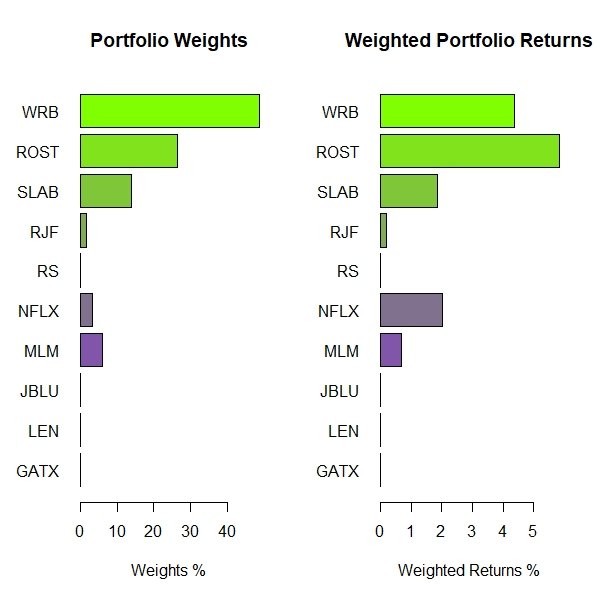 Portfolio Weights
WRB
ROST
SLAB
RJF
RS
NFLX
MLM
JBLU
LEN
GATX
0 10 20 30 40
Weights %
Weighted Portfolio Returns
WRB
ROST
SLAB
RJF
RS
NFLX
MLM
JBLU
LEN
GATX
0 1 2 3 4 5
Weighted Returns %